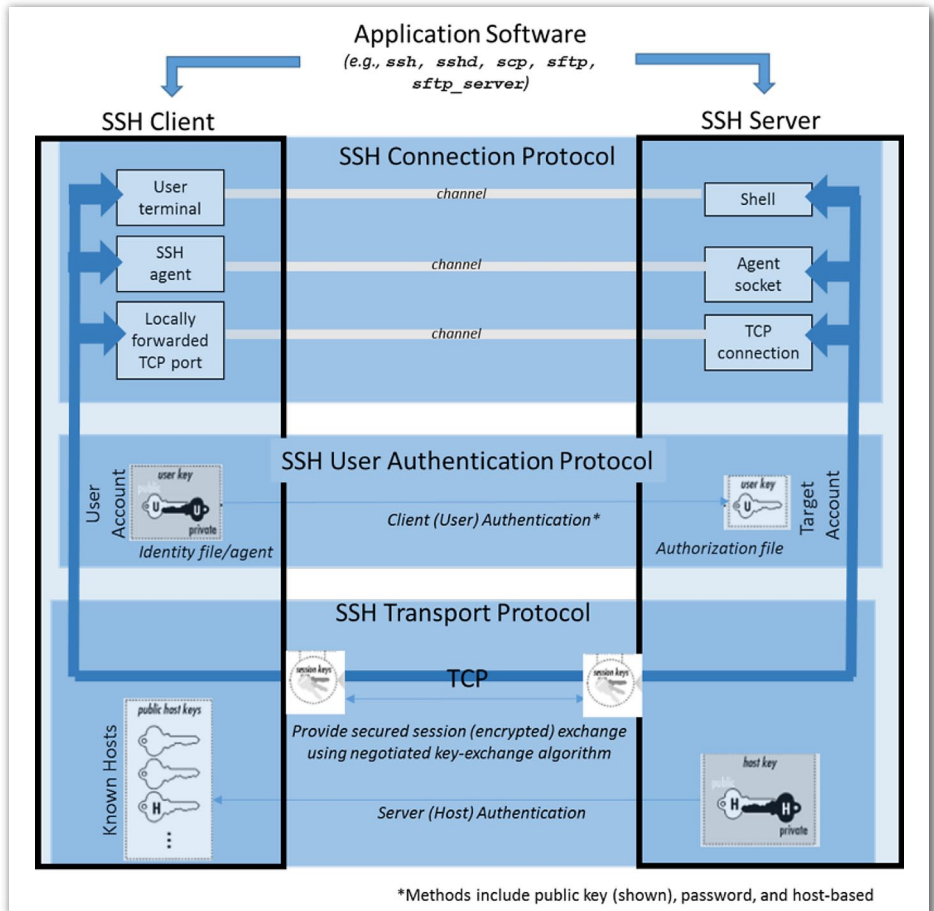 Application Software
(e.g., ssh, sshd, scp, sftp,
sftp_server)
SSH Client
SSH Server
SSH Connection Protocol
User
terminal
channel
Shell
SSH
agent
channel
Agent
socket
Locally
forwarded
TCP port
channel
TCP
connection
SSH User Authentication Protocol
User
Account
user key
public
U
U
private
Identity file/agent
Client (User) Authentication*
user key
U
Authorization file
Target
Account
SSH Transport Protocol
session keys
TCP
session keys
Provide secured session (encrypted) exchange
using negotiated key-exchange algorithm
Known Hosts
public host keys
H
...
Server (Host) Authentication
host key
public
H
H
private
*Methods include public key (shown), password, and host-based